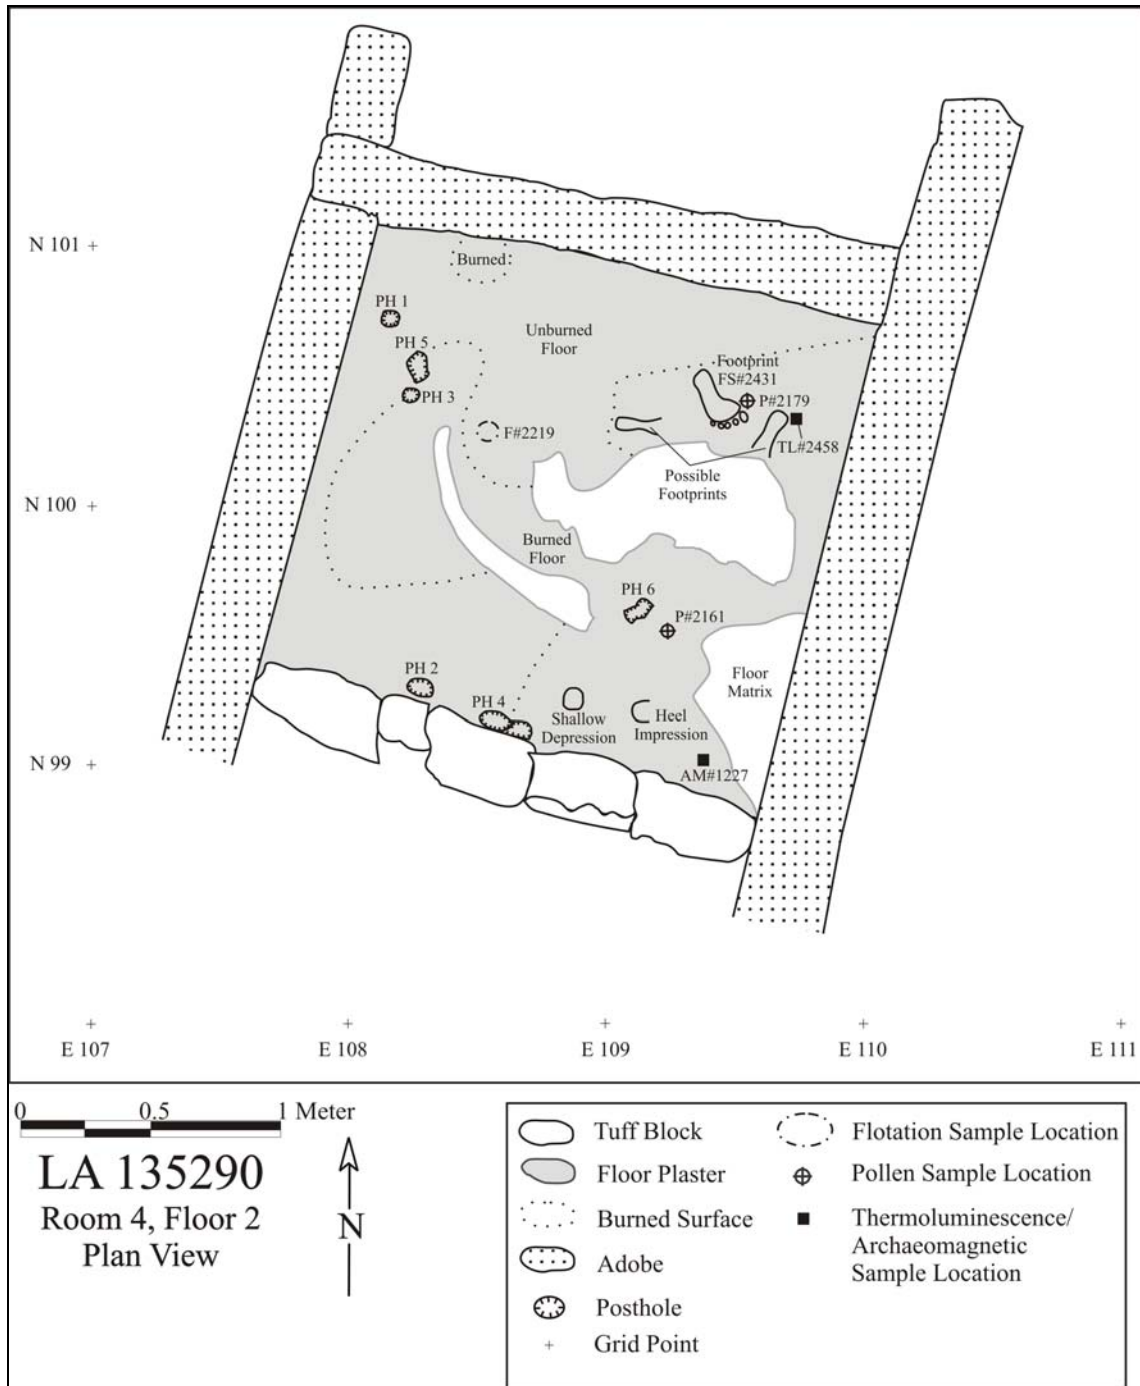 N 101
Burned
PH 1
Unburned
Floor
PH 5
Footprint
FS#2431
PH 3
P#2179
F#2219
TL#2458
Possible
Footprints
N 100
Burned
Floor
PH 6
P#2161
PH 2
Floor
Matrix
PH 4
Shallow
Depression
Heel
Impression
N 99
AM#1227
E 107
E 108
E 109
E 110
E 111
0 0.5 1 Meter
LA 135290
Room 4, Floor 2
Plan View
N
Tuff Block
Floor Plaster
Burned Surface
Adobe
Posthole
Grid Point
Flotation Sample Location
Pollen Sample Location
Thermoluminescence/
Archaeomagnetic
Sample Location